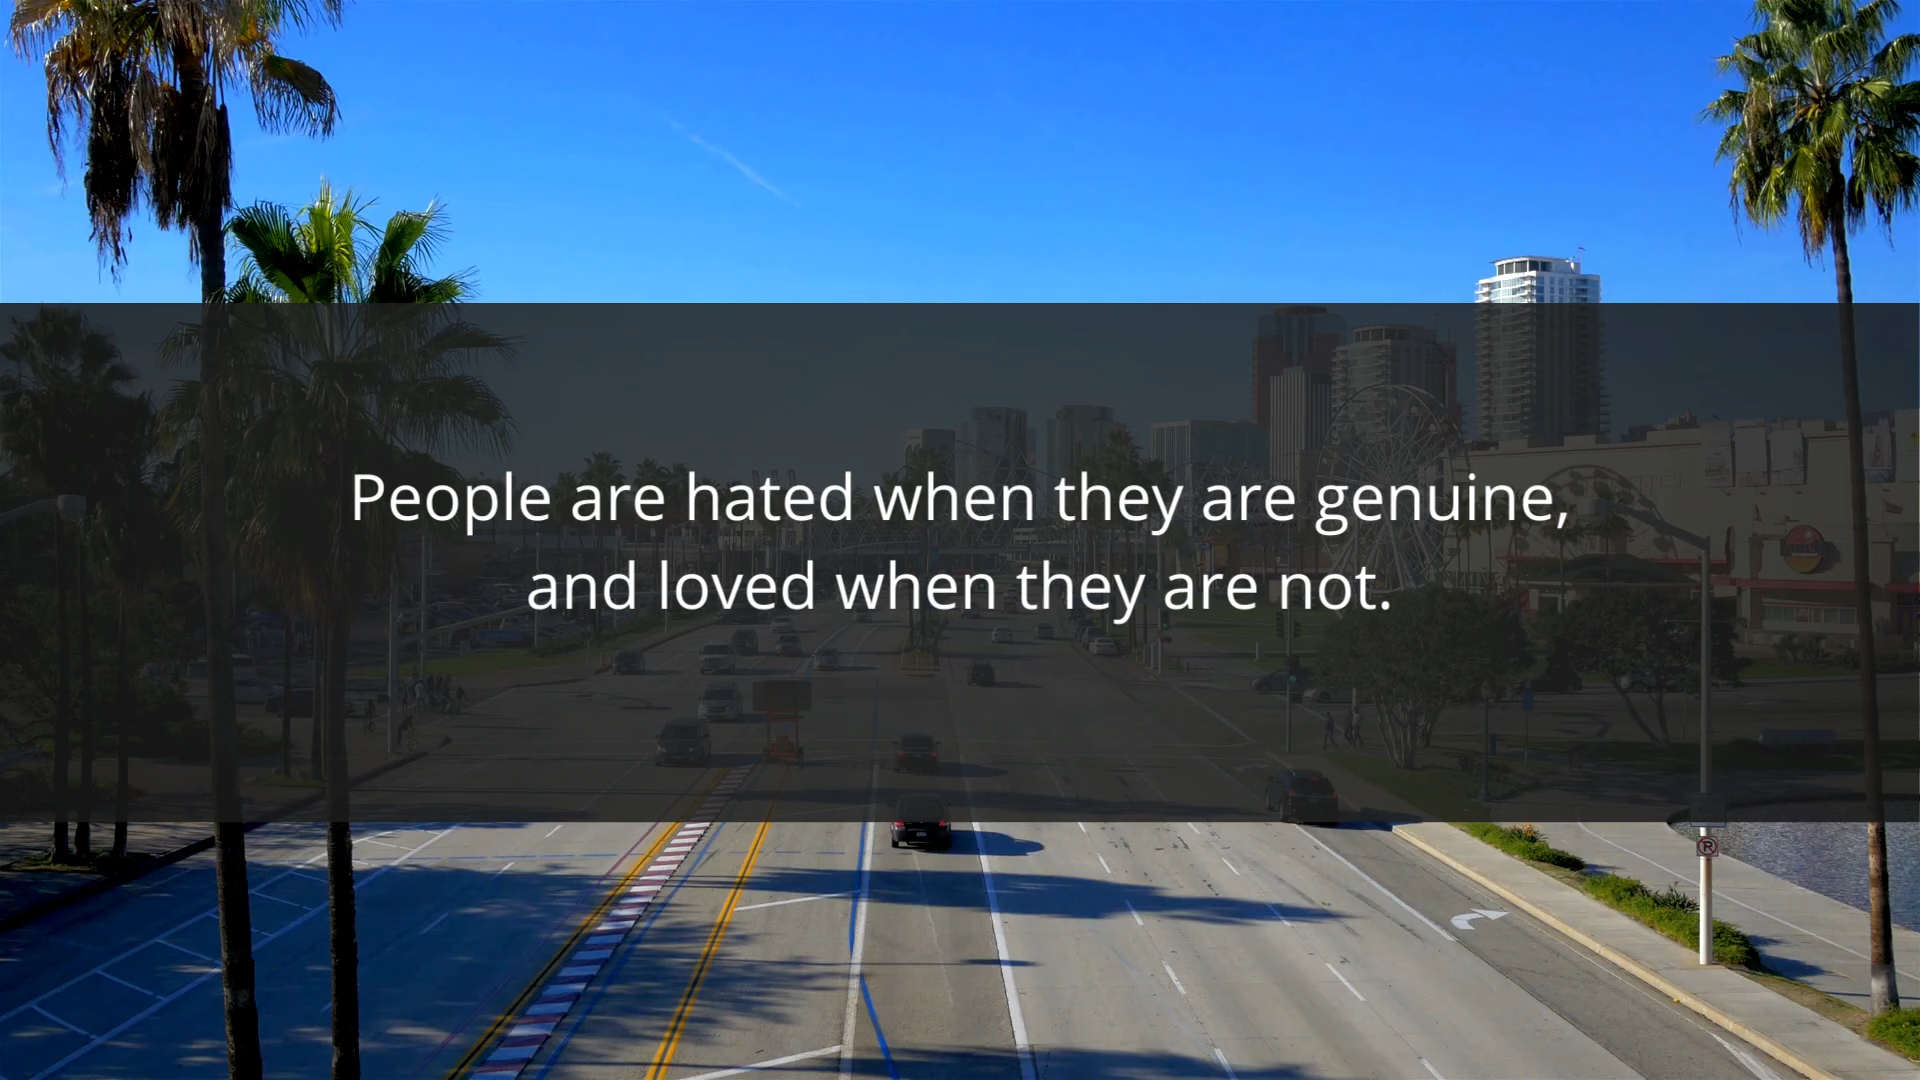 People are hated when they are genuine,
and loved when they are not.